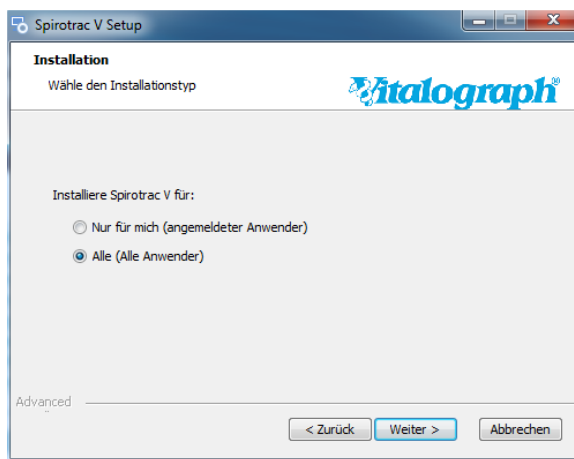 Spirotrac V Setup
Installation
Wähle den Installationstyp
Vitalograph®
Installiere Spirotrac V für:
Nur für mich (angemeldeter Anwender)
Alle (Alle Anwender)
Advanced
< Zurück
Weiter >
Abbrechen